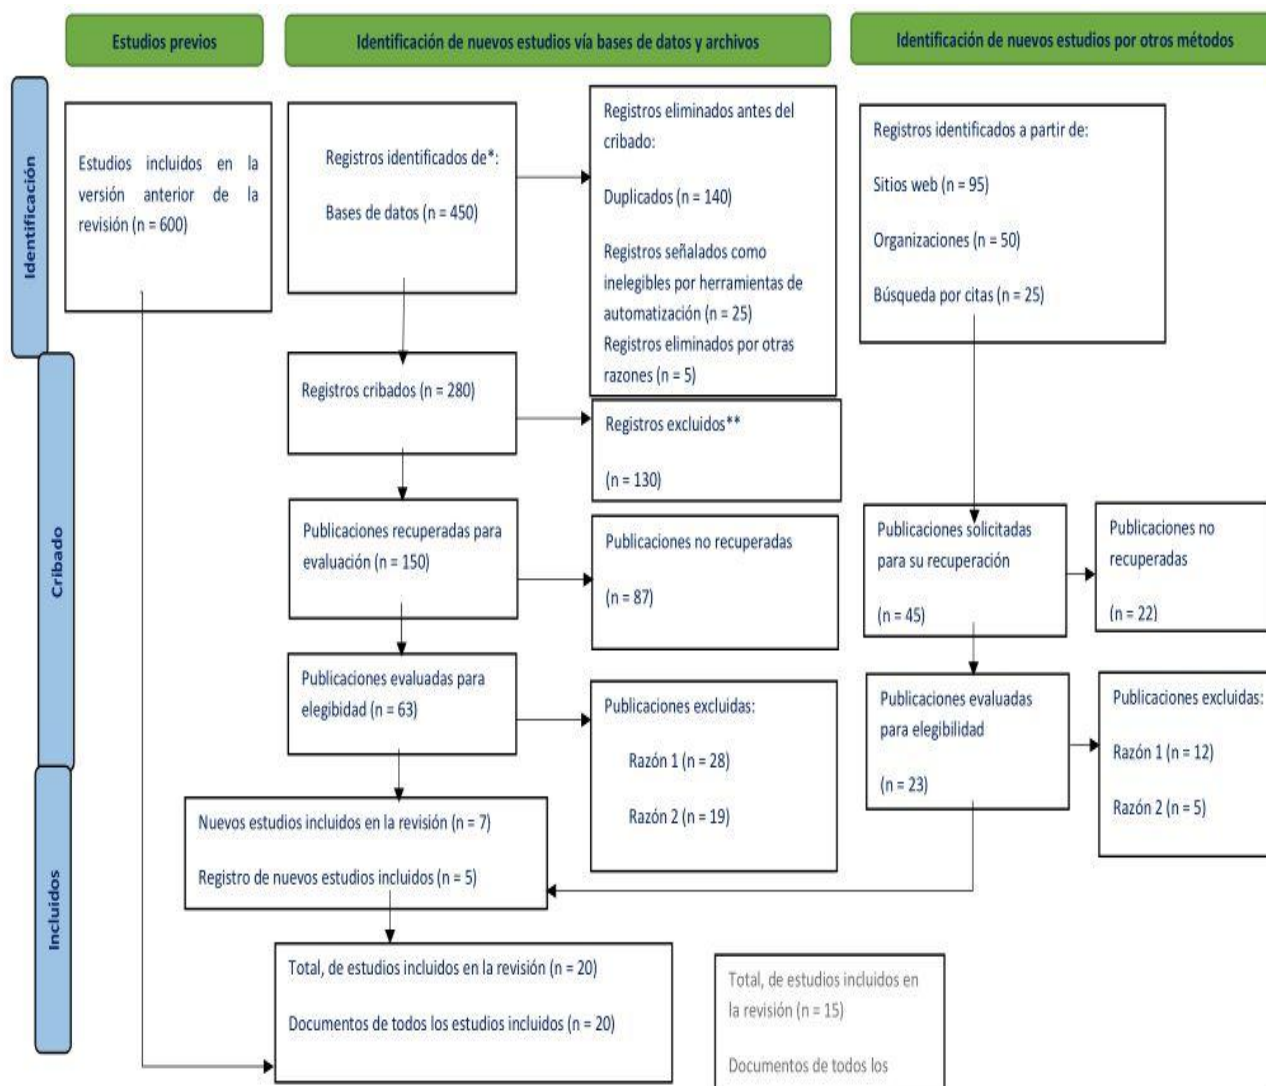 Estudios previos
Identificación de nuevos estudios vía bases de datos y archivos
Identificación de nuevos estudios por otros métodos
Identificación
Estudios incluidos en la
versión anterior de la
revisión (n = 600)
Registros identificados de*:
Bases de datos (n = 450)
Registros eliminados antes del
cribado:
Duplicados (n = 140)
Registros señalados como
inelegibles por herramientas de
automatización (n = 25)
Registros eliminados por otras
razones (n = 5)
Registros identificados a partir de:
Sitios web (n = 95)
Organizaciones (n = 50)
Búsqueda por citas (n = 25)
Cribado
Registros cribados (n = 280)
Registros excluidos**
(n = 130)
Publicaciones recuperadas para
evaluación (n = 150)
Publicaciones no recuperadas
(n = 87)
Publicaciones solicitadas
para su recuperación
(n = 45)
Publicaciones no
recuperadas
(n = 22)
Publicaciones evaluadas para
elegibidad (n = 63)
Publicaciones excluidas:
Razón 1 (n = 28)
Razón 2 (n = 19)
Publicaciones evaluadas
para elegibilidad
(n = 23)
Publicaciones excluidas:
Razón 1 (n = 12)
Razón 2 (n = 5)
Incluidos
Nuevos estudios incluidos en la revisión (n = 7)
Registro de nuevos estudios incluidos (n = 5)
Total, de estudios incluidos en la revisión (n = 20)
Documentos de todos los estudios incluidos (n = 20)
Total, de estudios incluidos en
la revisión (n = 15)
Documentos de todos los